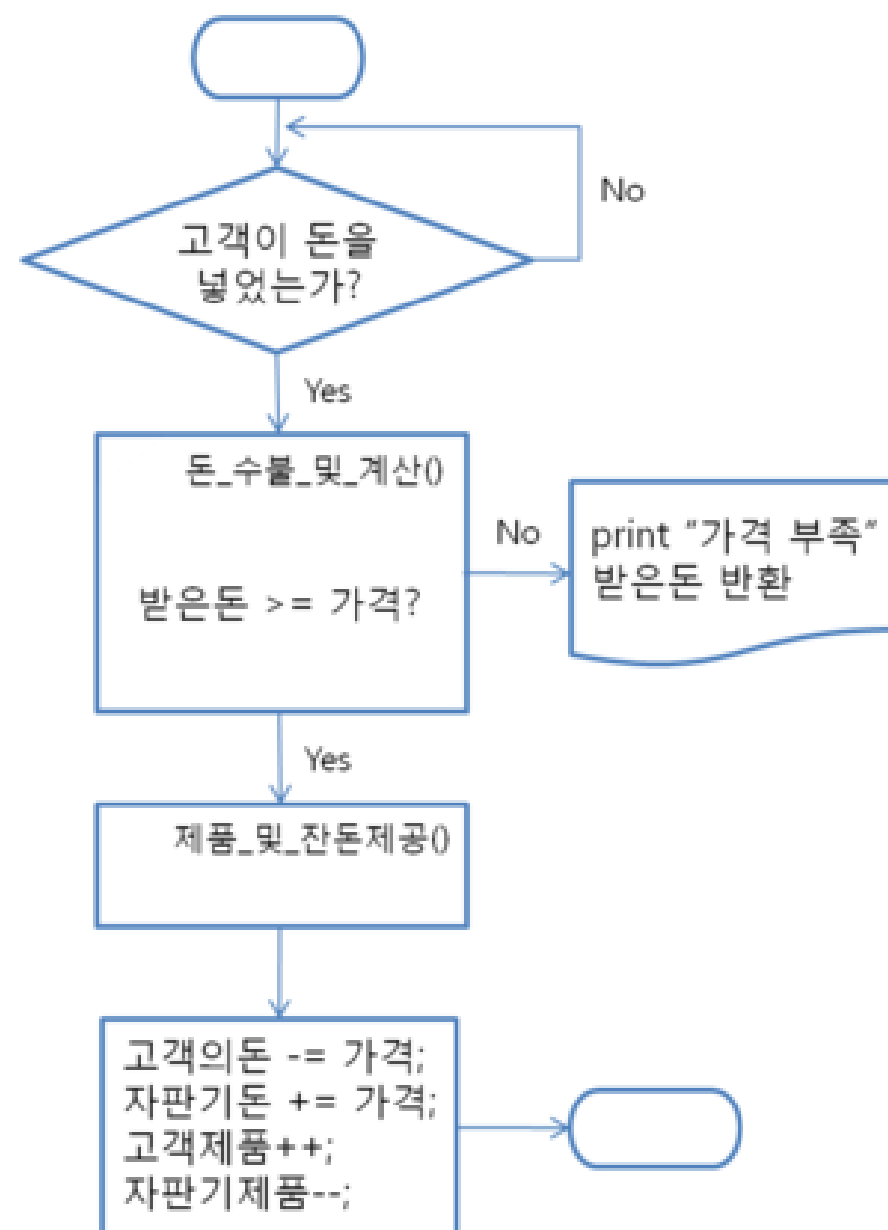 No
고객이 돈을
넣었는가?
Yes
돈_수불_및_계산()
받은돈 >= 가격?
No
print “가격 부족”
받은돈 반환
Yes
제품_및_잔돈제공()
고객의돈 -= 가격;
자판기돈 += 가격;
고객제품++;
자판기제품--;